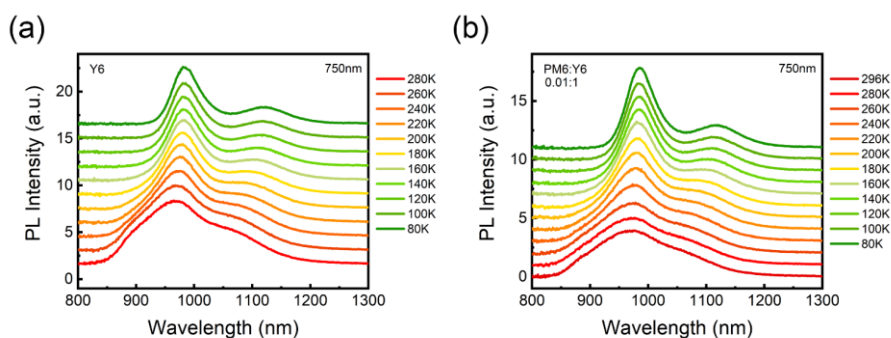 (a)
Y6
750nm
PL Intensity (a.u.)
20
15
10
5
0
800
900
1000
1100
1200
1300
Wavelength (nm)
280K
260K
240K
220K
200K
180K
160K
140K
120K
100K
80K
(b)
PM6:Y6
0.01:1
750nm
PL Intensity (a.u.)
15
10
5
0
800
900
1000
1100
1200
1300
Wavelength (nm)
296K
280K
260K
240K
220K
200K
180K
160K
140K
120K
100K
80K